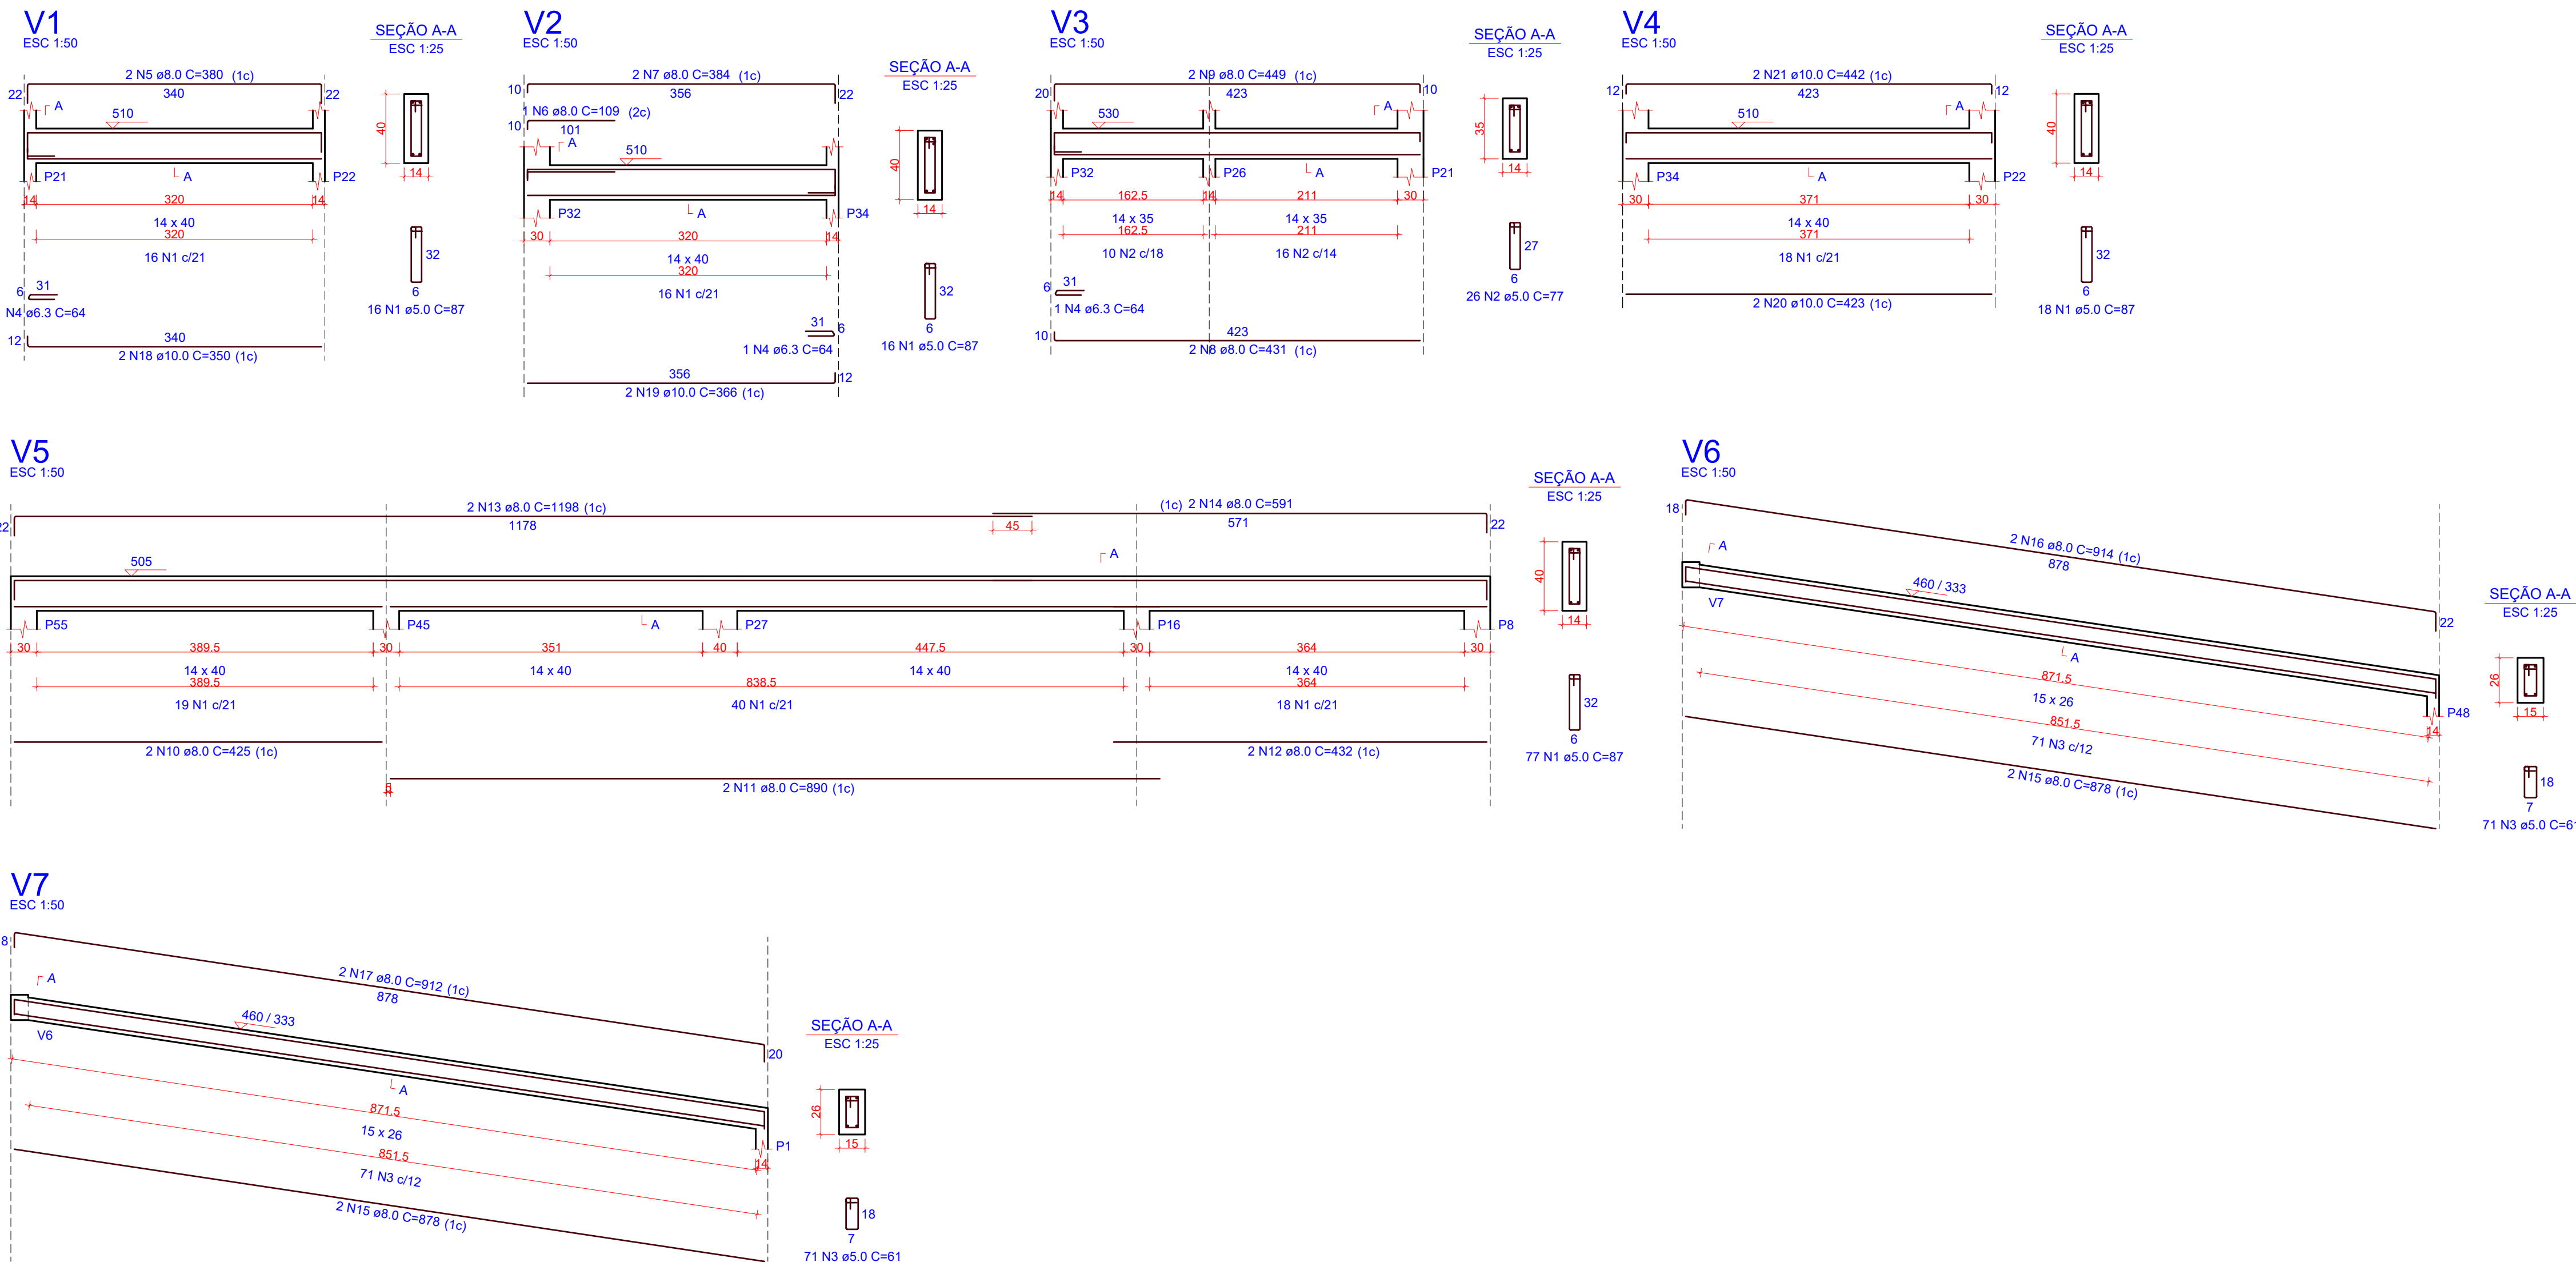 V1
ESC 1:50
SEÇÃO A-A
ESC 1:25
2 N5 ø8.0 C=380 (1c)
22
340
22
A
510
40
14
P21
A
P22
14
320
14
14 x 40
320
16 N1 c/21
32
6
16 N1 ø5.0 C=87
6
31
N4 ø6.3 C=64
12
340
2 N18 ø10.0 C=350 (1c)
V2
ESC 1:50
SEÇÃO A-A
ESC 1:25
2 N7 ø8.0 C=384 (1c)
10
356
22
1 N6 ø8.0 C=109 (2c)
10
101
A
510
40
14
P32
A
P34
30
320
14
14 x 40
320
16 N1 c/21
32
6
16 N1 ø5.0 C=87
31
6
1 N4 ø6.3 C=64
356
12
2 N19 ø10.0 C=366 (1c)
V3
ESC 1:50
SEÇÃO A-A
ESC 1:25
2 N9 ø8.0 C=449 (1c)
20
423
10
A
530
35
14
P32
P26
A
P21
14
162.5
14
211
30
14 x 35
14 x 35
162.5
211
10 N2 c/18
16 N2 c/14
27
6
26 N2 ø5.0 C=77
6
31
1 N4 ø6.3 C=64
10
423
2 N8 ø8.0 C=431 (1c)
V4
ESC 1:50
SEÇÃO A-A
ESC 1:25
2 N21 ø10.0 C=442 (1c)
12
423
12
A
510
40
14
P34
A
P22
30
371
30
14 x 40
371
18 N1 c/21
32
6
18 N1 ø5.0 C=87
2 N20 ø10.0 C=423 (1c)
V5
ESC 1:50
SEÇÃO A-A
ESC 1:25
2 N13 ø8.0 C=1198 (1c)
(1c) 2 N14 ø8.0 C=591
22
1178
45
571
22
505
A
40
14
P55
P45
A
P27
P16
P8
30
389.5
30
351
40
447.5
30
364
30
14 x 40
14 x 40
14 x 40
14 x 40
389.5
838.5
364
19 N1 c/21
40 N1 c/21
18 N1 c/21
32
6
77 N1 ø5.0 C=87
2 N10 ø8.0 C=425 (1c)
2 N12 ø8.0 C=432 (1c)
5
2 N11 ø8.0 C=890 (1c)
V6
ESC 1:50
SEÇÃO A-A
ESC 1:25
18
2 N16 ø8.0 C=914 (1c)
878
22
A
460 / 333
V7
A
26
15
871.5
15 x 26
851.5
71 N3 c/12
P48
14
2 N15 ø8.0 C=878 (1c)
18
7
71 N3 ø5.0 C=61
V7
ESC 1:50
SEÇÃO A-A
ESC 1:25
8
2 N17 ø8.0 C=912 (1c)
878
20
A
460 / 333
V6
A
26
15
871.5
15 x 26
851.5
71 N3 c/12
P1
14
2 N15 ø8.0 C=878 (1c)
18
7
71 N3 ø5.0 C=61